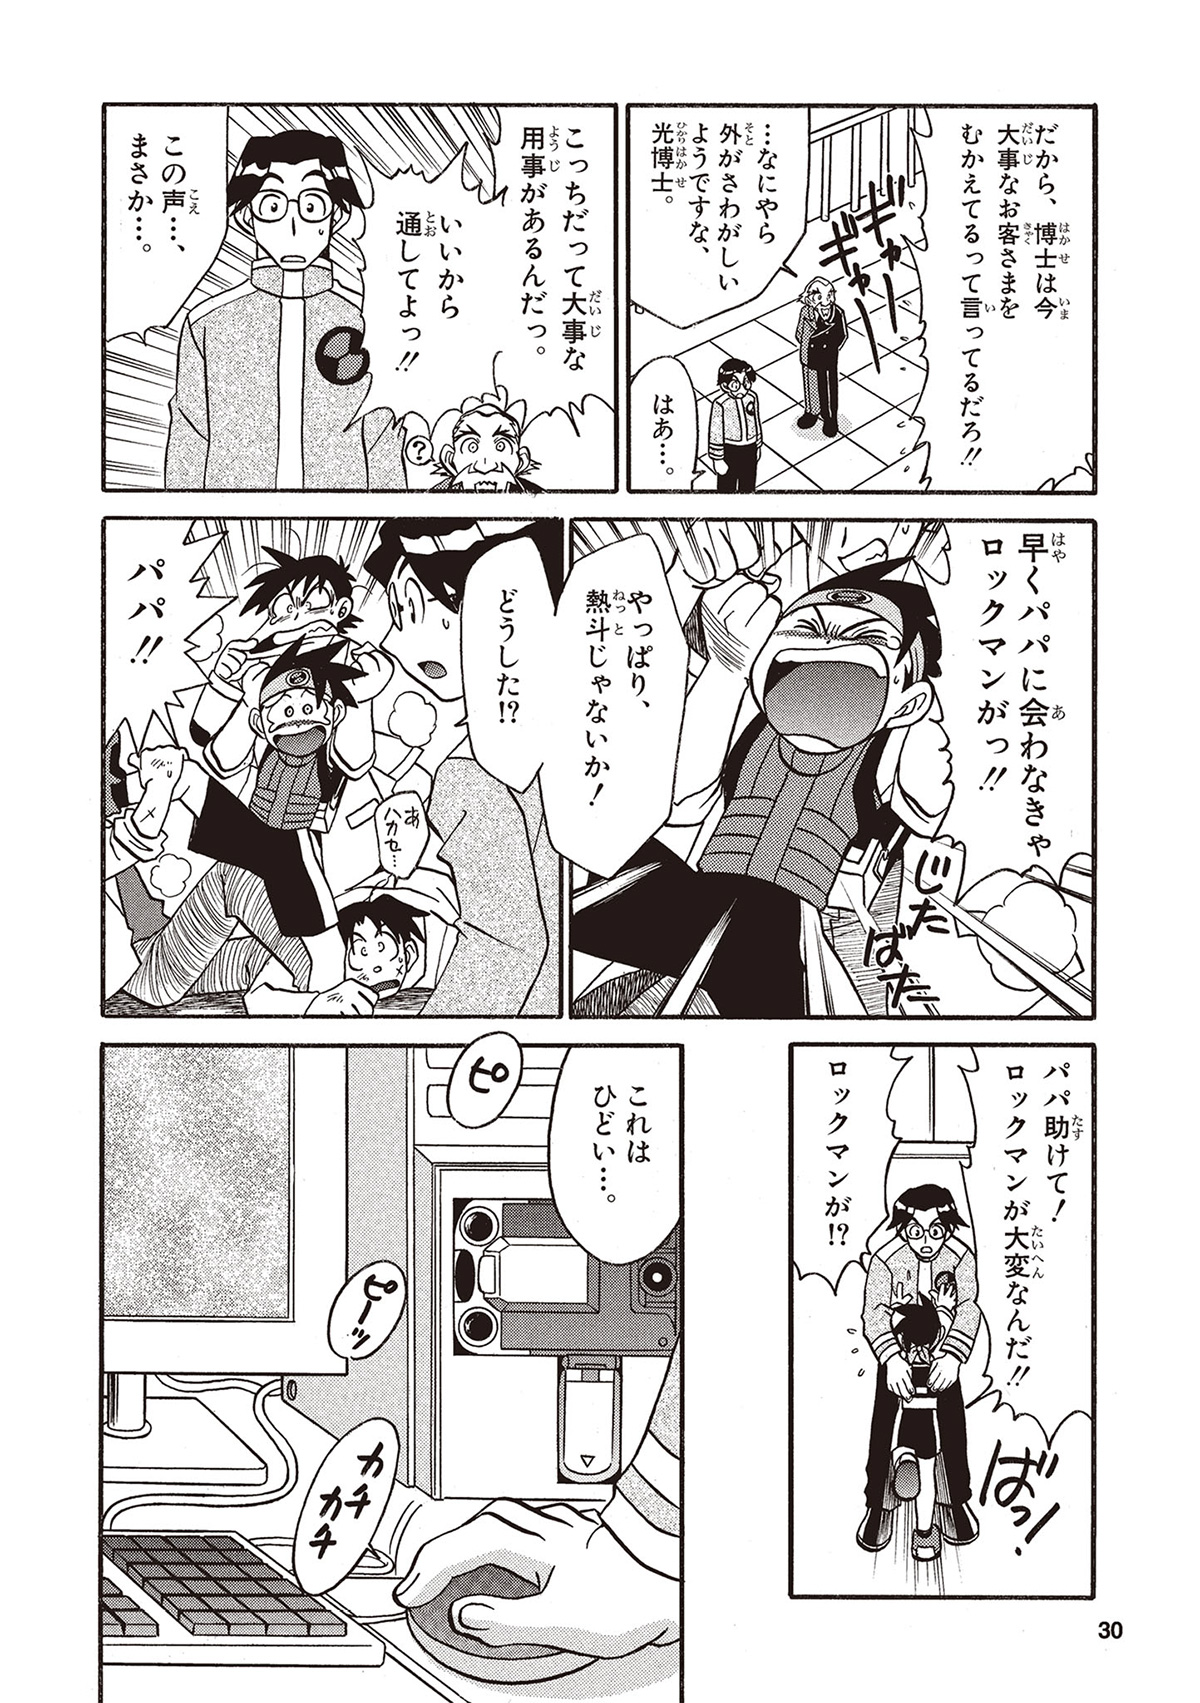 だから、博士は今
大事なお客さまを
むかえてるって言ってるだろ!!
ギャー
ギャー
…なにやら
外がさわがしい
ようですな、
光博士。
はあ…。
こっちだって大事な
用事があるんだっ。
いいから
通してよっ!!
?
この声…、
まさか…。
早くパパに会わなきゃ
ロックマンがっ!!
じたばた
やっぱり、
熱斗じゃないか!
どうした!?
パパ!!
あ
ハカセ…
パパ助けて!
ロックマンが大変なんだ!!
ロックマンが!?
ばっ!
これは
ひどい…。
ピ
ピーッ
カチ
カチ
30